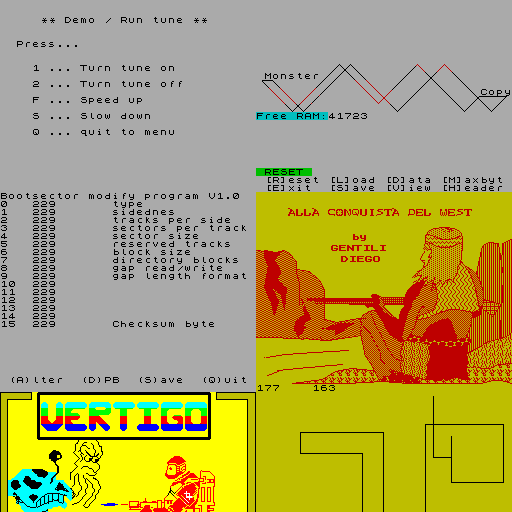 ** Demo / Run tune **
Press...
1 ... Turn tune on
2 ... Turn tune off
F ... Speed up
S ... Slow down
Q ... quit to menu
Monster
Copy
Free RAM:41723
RESET
[R]eset [L]oad [D]ata [M]axbyt
[E]xit [S]ave [V]iew [H]eader
Bootsector modify program V1.0
0 229 type
1 229 sidednes
2 229 tracks per side
3 229 sectors per track
4 229 sector size
5 229 reserved tracks
6 229 block size
7 229 directory blocks
8 229 gap read/write
9 229 gap length format
10 229
11 229
12 229
13 229
14 229
15 229 Checksum byte
(A)lter (D)PB (S)ave (Q)uit
ALLA CONQUISTA DEL WEST
by
GENTILI
DIEGO
177 163
VERTIGO